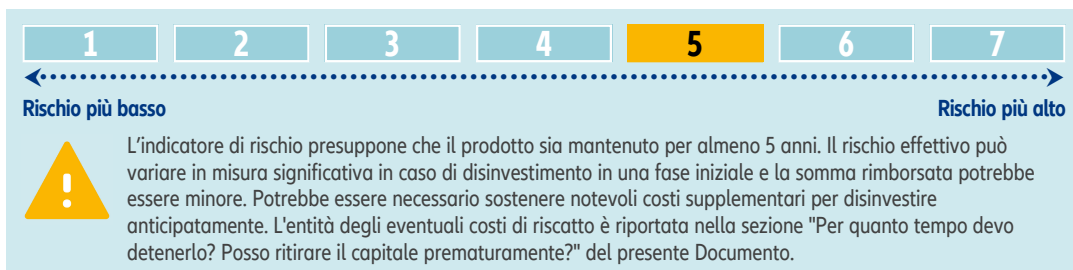 1 2 3 4 5 6 7
Rischio più basso Rischio più alto
L'indicatore di rischio presuppone che il prodotto sia mantenuto per almeno 5 anni. Il rischio effettivo può
variare in misura significativa in caso di disinvestimento in una fase iniziale e la somma rimborsata potrebbe
essere minore. Potrebbe essere necessario sostenere notevoli costi supplementari per disinvestire
anticipatamente. L'entità degli eventuali costi di riscatto è riportata nella sezione "Per quanto tempo devo
detenerlo? Posso ritirare il capitale prematuramente?" del presente Documento.